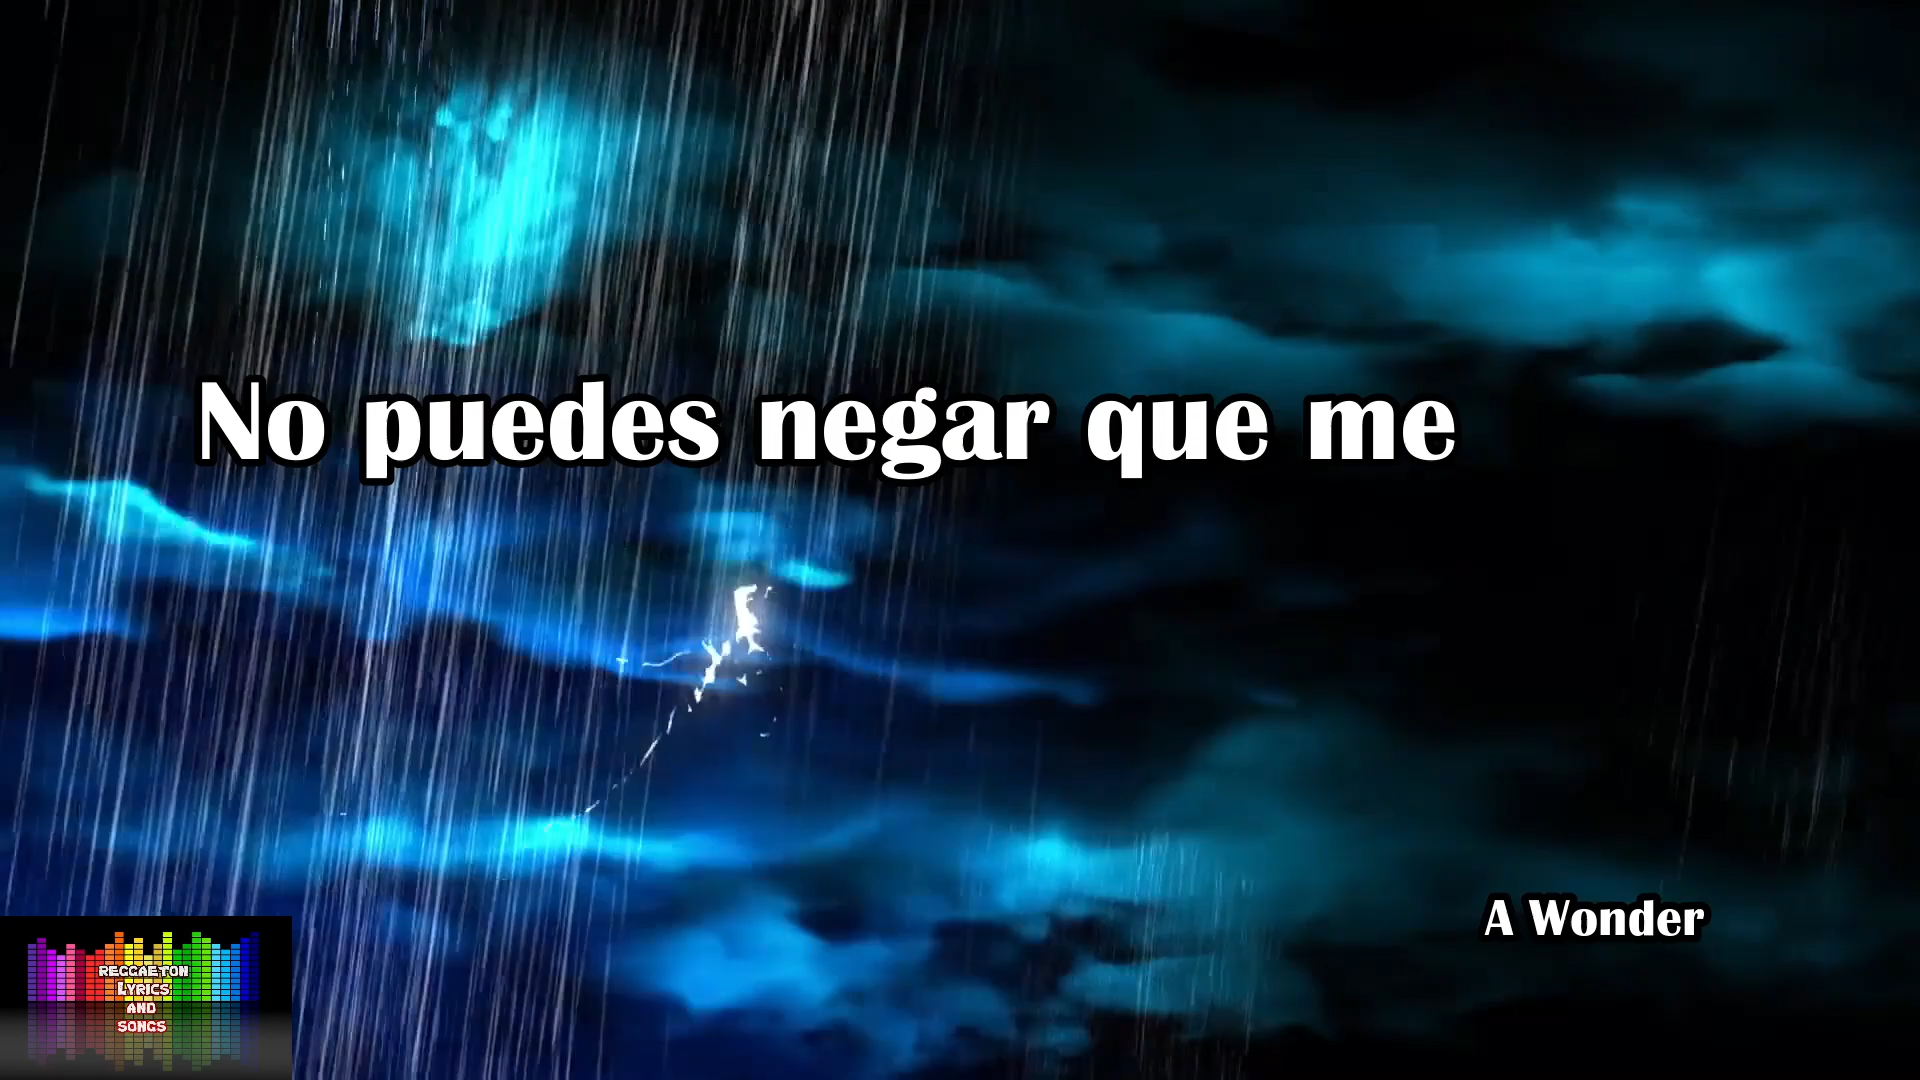 No puedes negar que me
A Wonder
REGGAETON
LYRICS
AND
SONGS